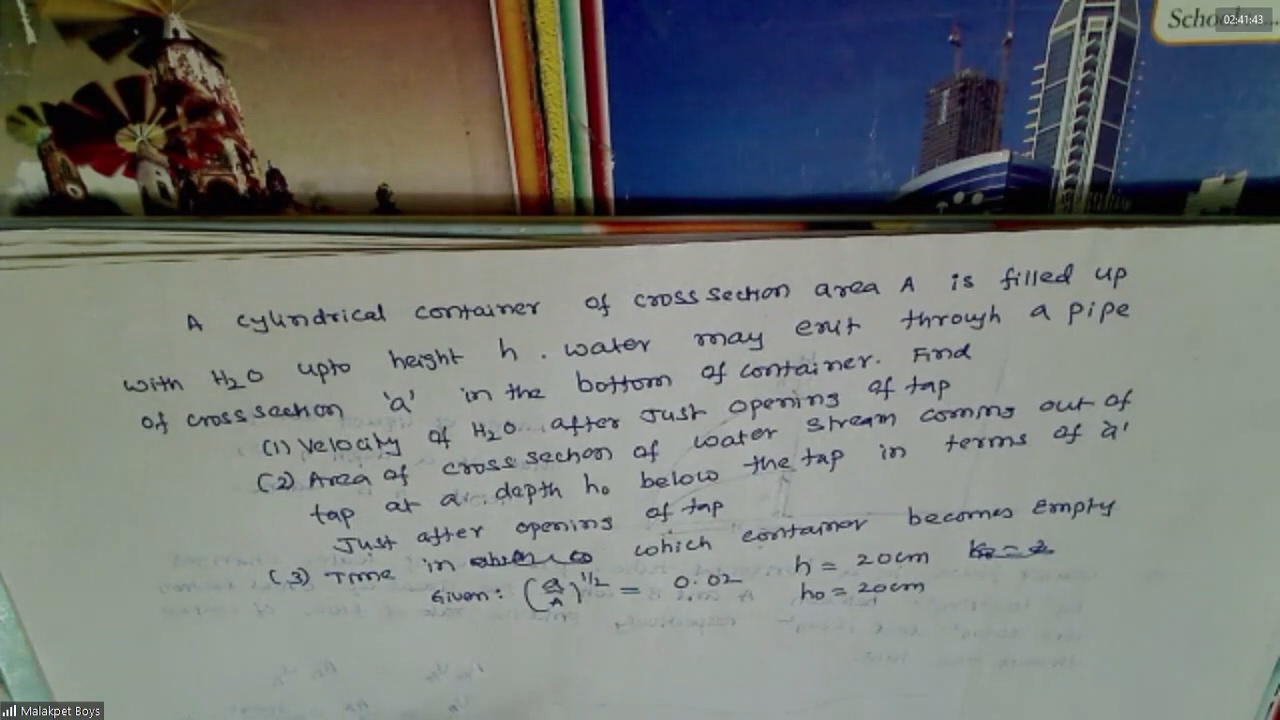 02:41:43
A cylindrical container of cross section area A is filled up
with H₂O upto height h. water may exit through a pipe
of cross section 'a' in the bottom of container. Find
(1) Velocity of H₂O after Just opening of tap
(2) Area of cross section of water stream coming out of
tap at a depth h₀ below the tap in terms of 'a'
Just after opening of tap
(3) Time in which container becomes Empty
Given: (a/A)^1/2 = 0.02 h = 20cm
h₀ = 20cm
Malakpet Boys